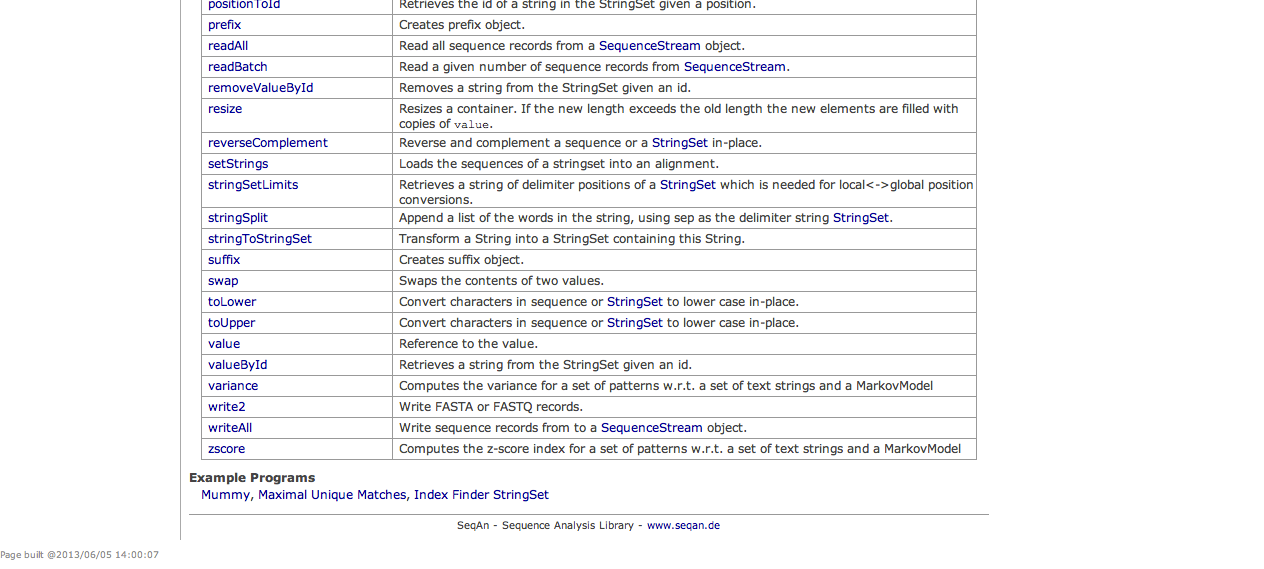 positionToId Retrieves the id of a string in the StringSet given a position.
prefix Creates prefix object.
readAll Read all sequence records from a SequenceStream object.
readBatch Read a given number of sequence records from SequenceStream.
removeValueById Removes a string from the StringSet given an id.
resize Resizes a container. If the new length exceeds the old length the new elements are filled with
copies of value.
reverseComplement Reverse and complement a sequence or a StringSet in-place.
setStrings Loads the sequences of a stringset into an alignment.
stringSetLimits Retrieves a string of delimiter positions of a StringSet which is needed for local<->global position
conversions.
stringSplit Append a list of the words in the string, using sep as the delimiter string StringSet.
stringToStringSet Transform a String into a StringSet containing this String.
suffix Creates suffix object.
swap Swaps the contents of two values.
toLower Convert characters in sequence or StringSet to lower case in-place.
toUpper Convert characters in sequence or StringSet to lower case in-place.
value Reference to the value.
valueById Retrieves a string from the StringSet given an id.
variance Computes the variance for a set of patterns w.r.t. a set of text strings and a MarkovModel
write2 Write FASTA or FASTQ records.
writeAll Write sequence records from to a SequenceStream object.
zscore Computes the z-score index for a set of patterns w.r.t. a set of text strings and a MarkovModel
Example Programs
Mummy, Maximal Unique Matches, Index Finder StringSet
SeqAn - Sequence Analysis Library - www.seqan.de
Page built @2013/06/05 14:00:07